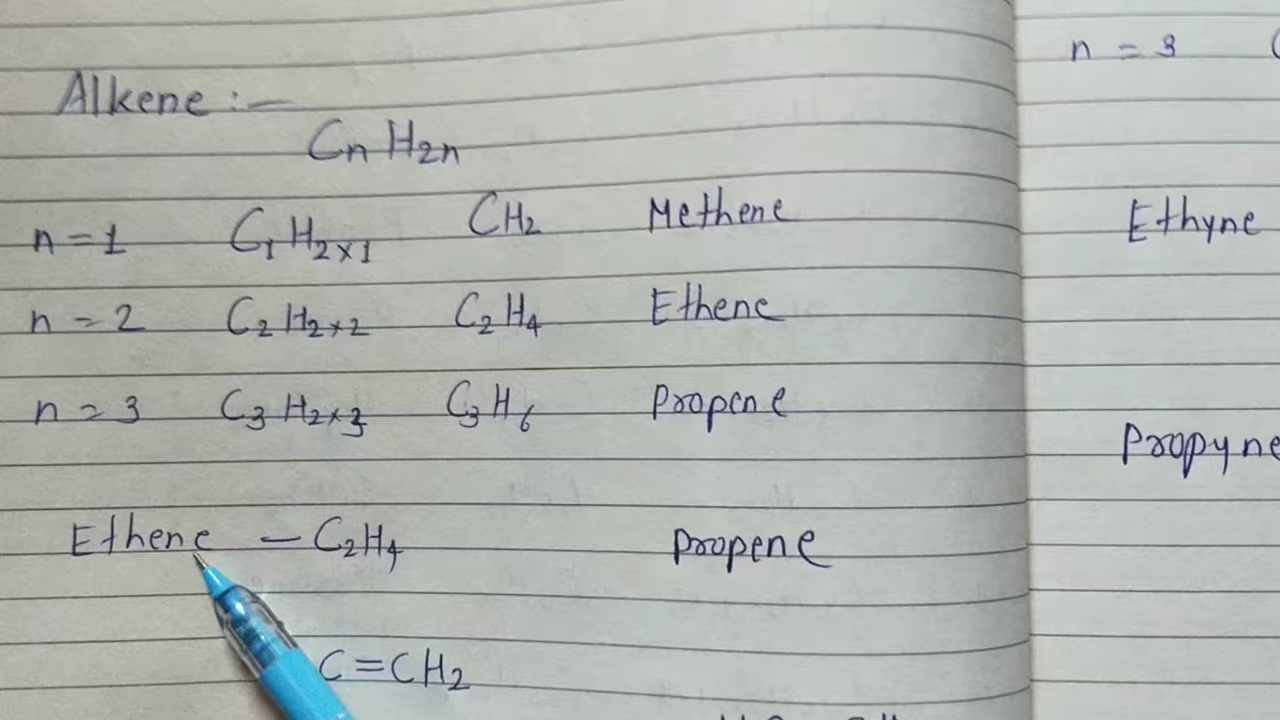 Alkene :-
CnH2n
n = 1 C1H2×1 CH2 Methene
n = 2 C2H2×2 C2H4 Ethene
n = 3 C3H2×3 C3H6 Propene
Ethene - C2H4 Propene
C=CH2
n = 3
Ethyne
Propyne